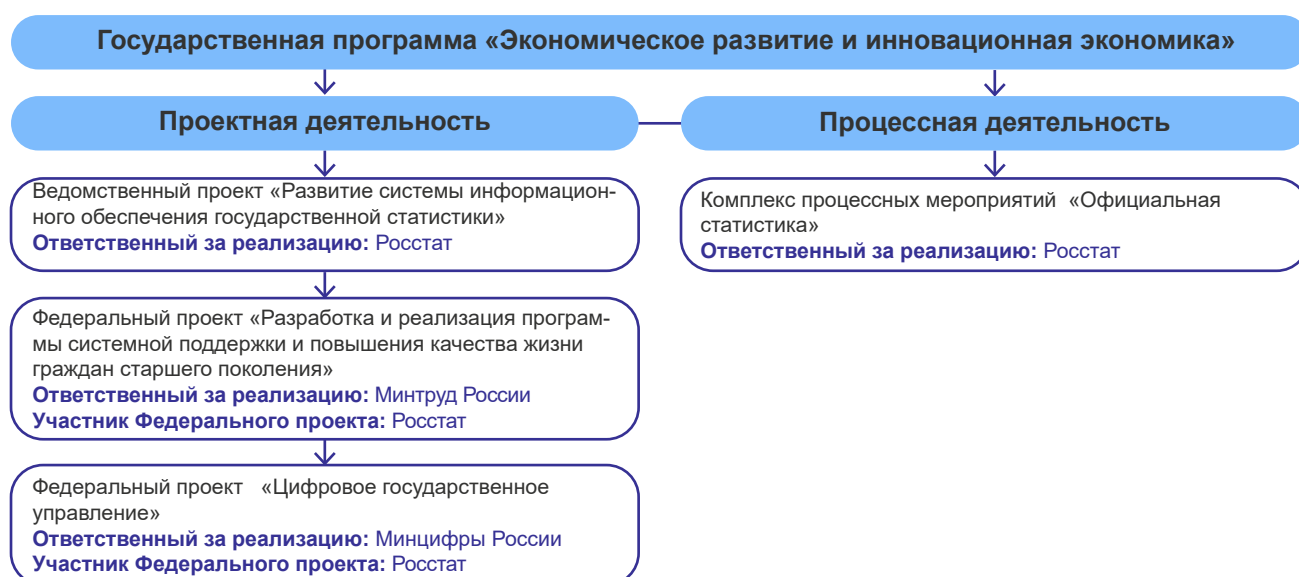 Государственная программа «Экономическое развитие и инновационная экономика»
Проектная деятельность
Ведомственный проект «Развитие системы информацион-
ного обеспечения государственной статистики»
Ответственный за реализацию: Росстат
Федеральный проект «Разработка и реализация програм-
мы системной поддержки и повышения качества жизни
граждан старшего поколения»
Ответственный за реализацию: Минтруд России
Участник Федерального проекта: Росстат
Федеральный проект «Цифровое государственное
управление»
Ответственный за реализацию: Минцифры России
Участник Федерального проекта: Росстат
Процессная деятельность
Комплекс процессных мероприятий «Официальная
статистика»
Ответственный за реализацию: Росстат